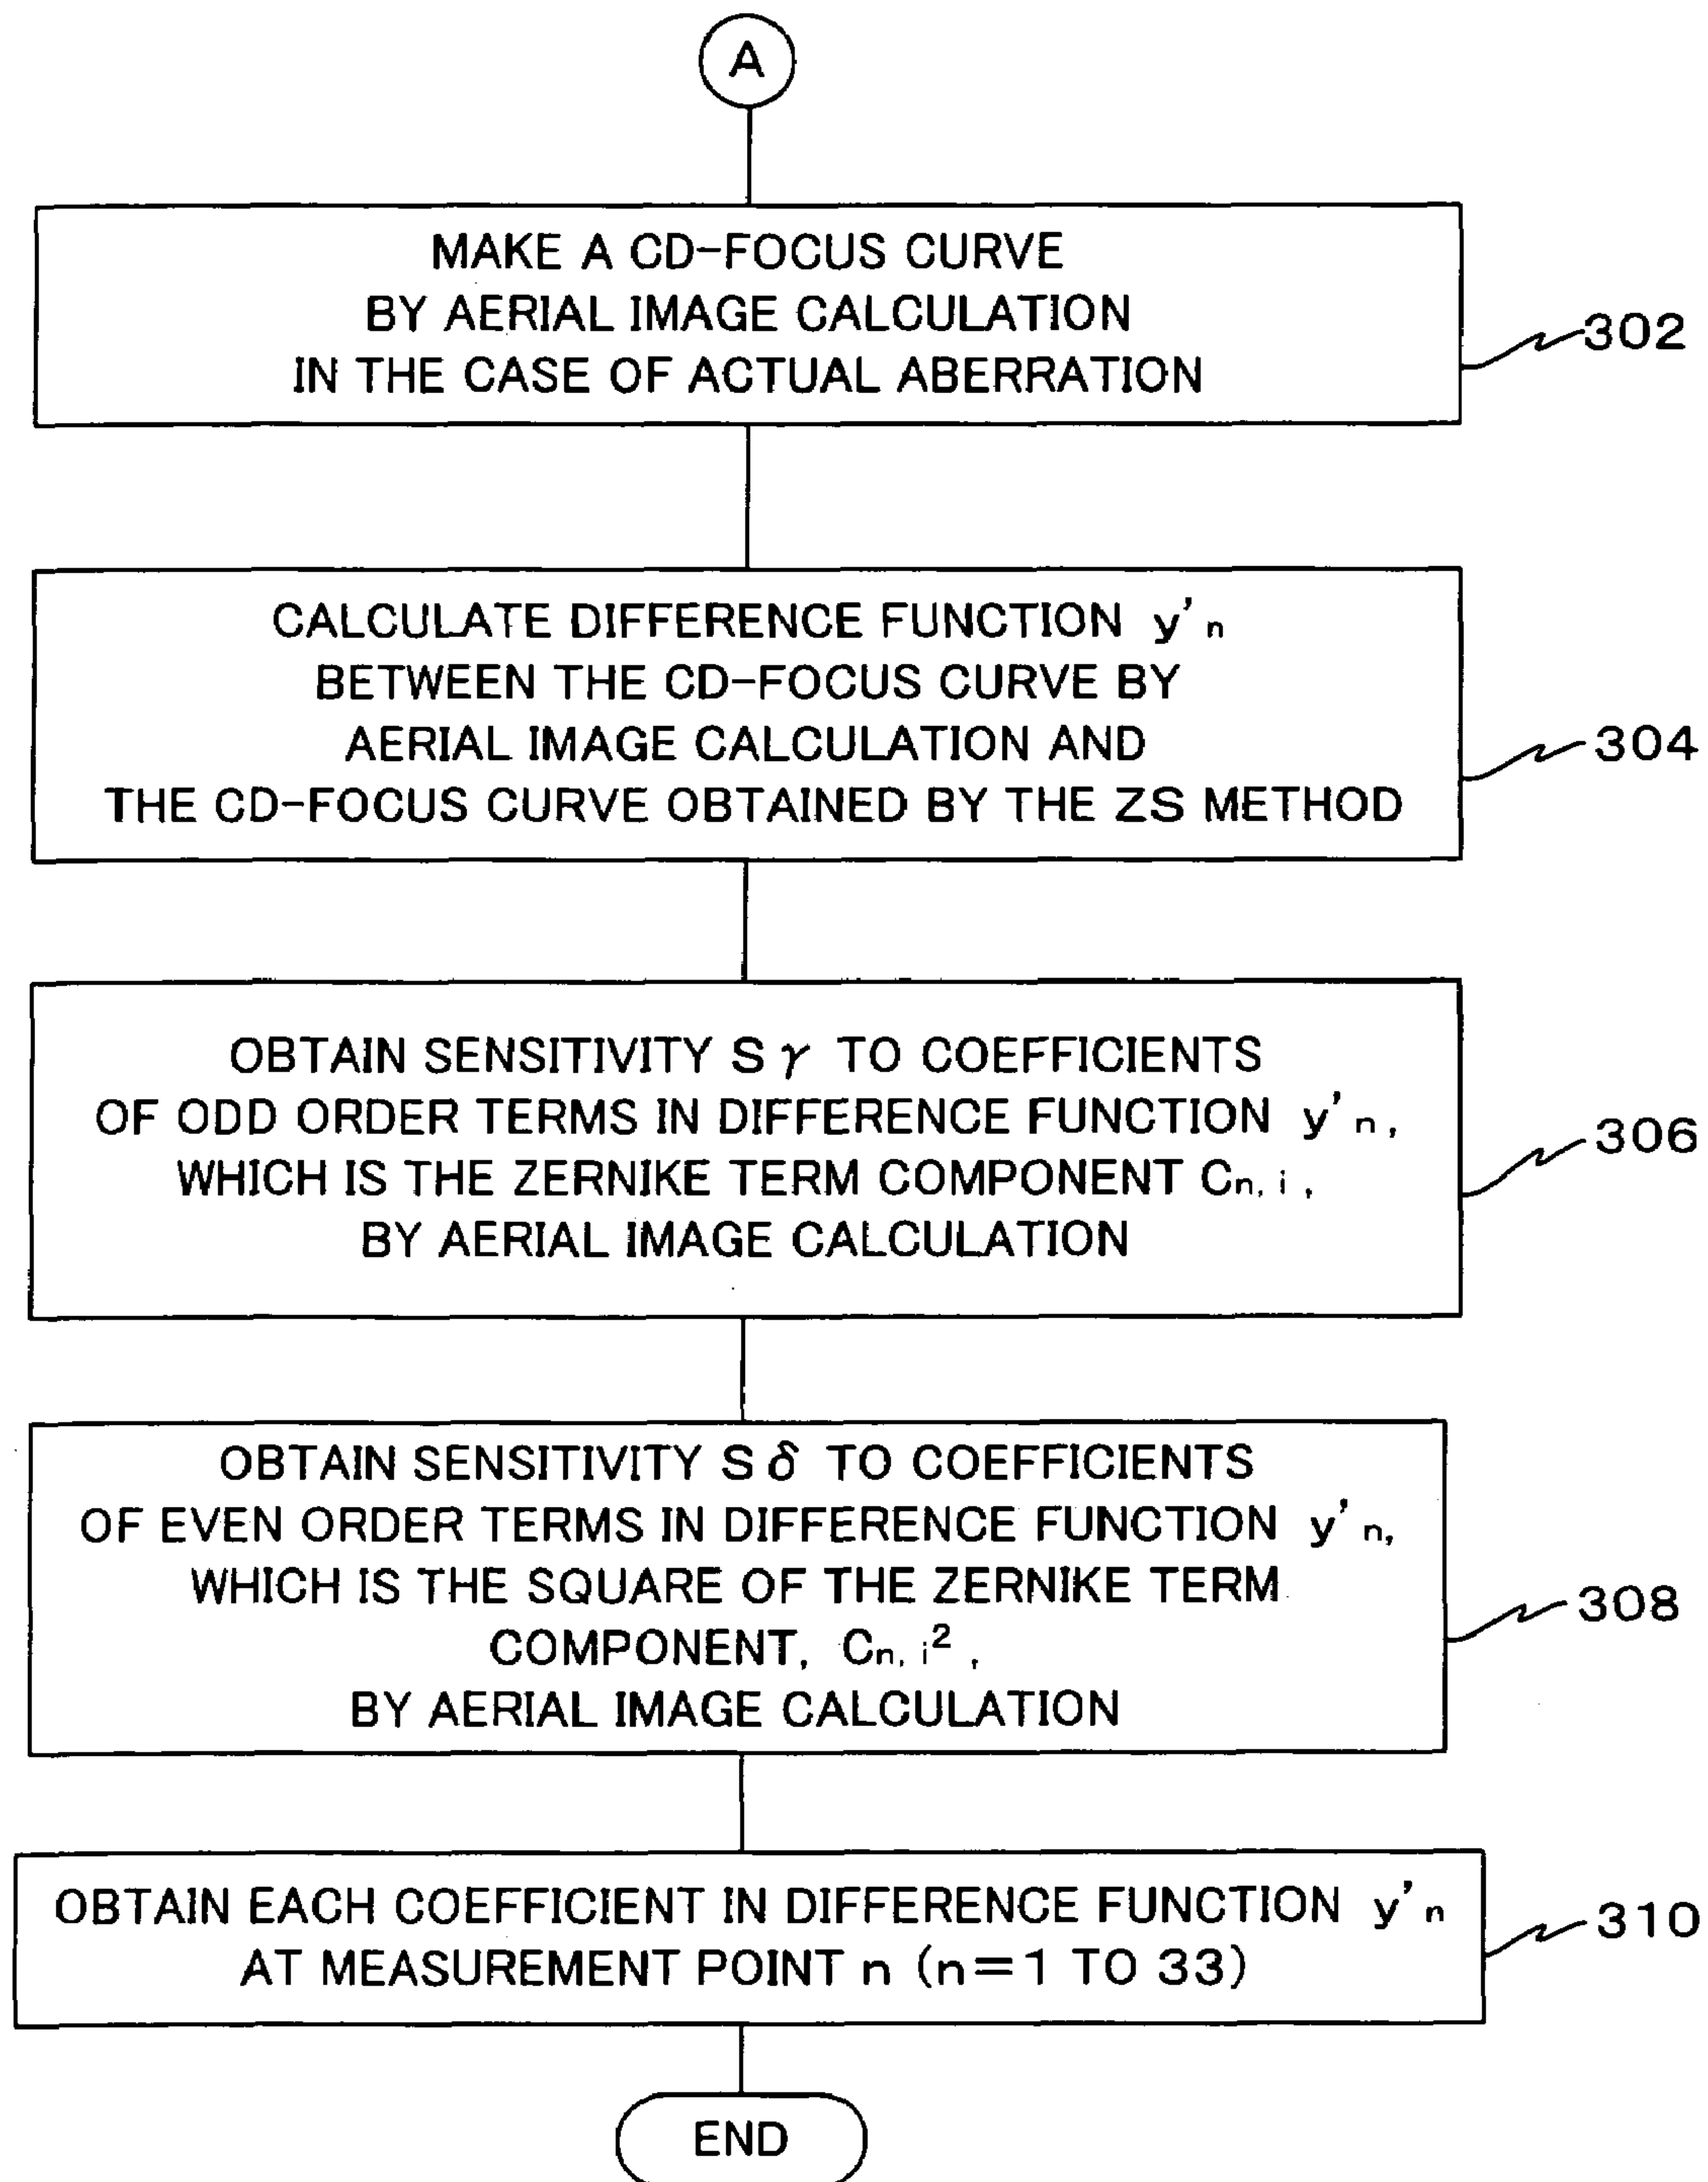 A
MAKE A CD-FOCUS CURVE
BY AERIAL IMAGE CALCULATION
IN THE CASE OF ACTUAL ABERRATION
302
CALCULATE DIFFERENCE FUNCTION y'n
BETWEEN THE CD-FOCUS CURVE BY
AERIAL IMAGE CALCULATION AND
THE CD-FOCUS CURVE OBTAINED BY THE ZS METHOD
304
OBTAIN SENSITIVITY Sγ TO COEFFICIENTS
OF ODD ORDER TERMS IN DIFFERENCE FUNCTION y'n,
WHICH IS THE ZERNIKE TERM COMPONENT Cn, i,
BY AERIAL IMAGE CALCULATION
306
OBTAIN SENSITIVITY Sδ TO COEFFICIENTS
OF EVEN ORDER TERMS IN DIFFERENCE FUNCTION y'n,
WHICH IS THE SQUARE OF THE ZERNIKE TERM
COMPONENT, Cn, i²,
BY AERIAL IMAGE CALCULATION
308
OBTAIN EACH COEFFICIENT IN DIFFERENCE FUNCTION y'n
AT MEASUREMENT POINT n (n=1 TO 33)
310
END